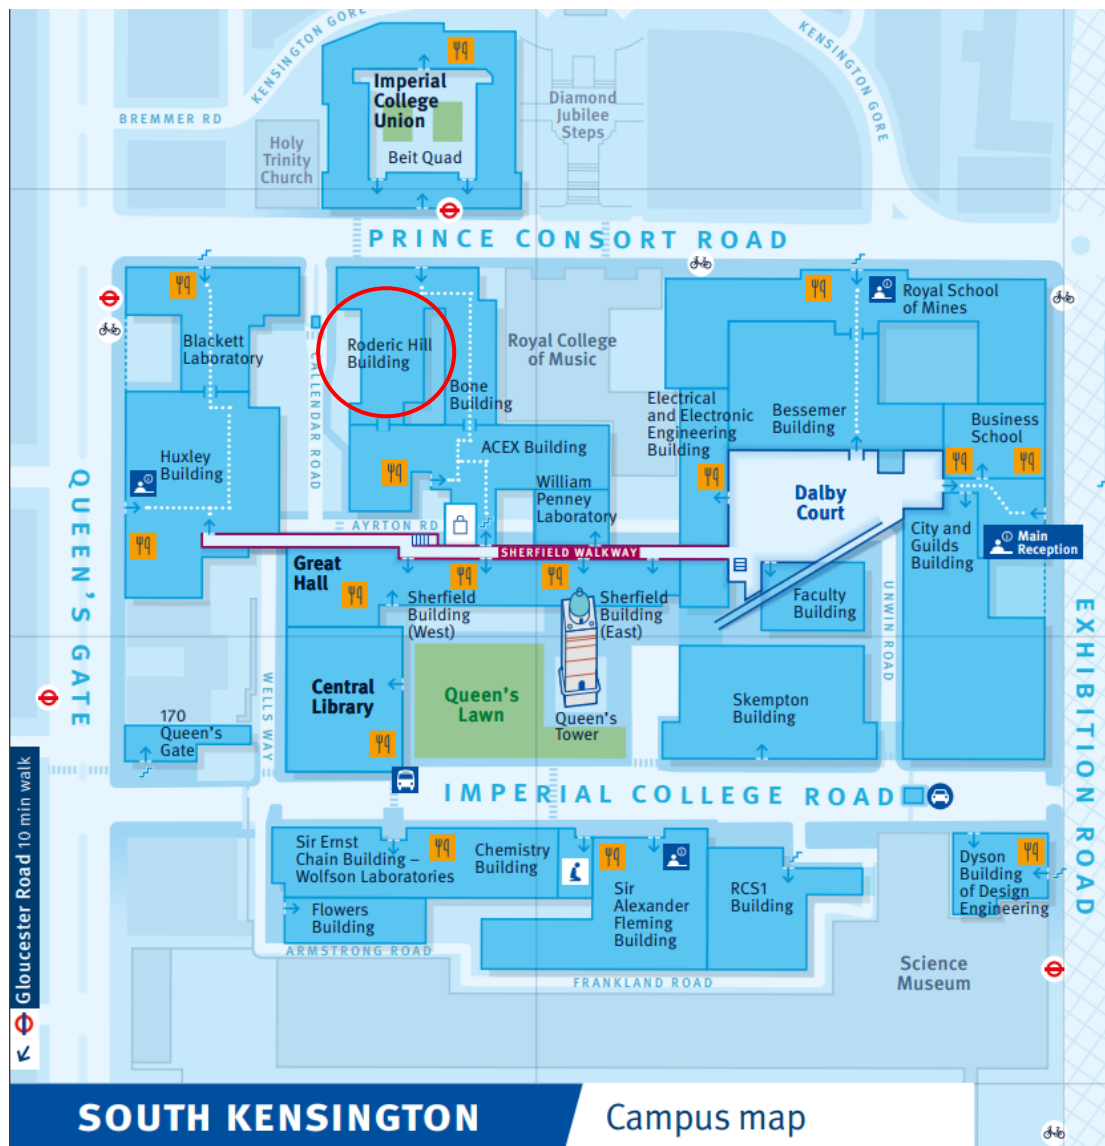 KENSINGTON GORE
KENSINGTON GORE
BREMMER RD
Imperial
College
Union
Beit Quad
Diamond
Jubilee
Steps
Holy
Trinity
Church
PRINCE CONSORT ROAD
Blackett
Laboratory
CALLENDAR ROAD
Roderic Hill
Building
Bone
Building
Royal College
of Music
Royal School
of Mines
Electrical
and Electronic
Engineering
Building
Bessemer
Building
Business
School
Huxley
Building
ACEX Building
William
Penney
Laboratory
Dalby
Court
City and
Guilds
Building
Main
Reception
QUEEN'S GATE
AYRTON RD
SHERFIELD WALKWAY
Great
Hall
Sherfield
Building
(West)
Sherfield
Building
(East)
Faculty
Building
UNWIN ROAD
EXHIBITION ROAD
WELLS WAY
Central
Library
Queen's
Lawn
Queen's
Tower
Skempton
Building
170
Queen's
Gate
IMPERIAL COLLEGE ROAD
Gloucester Road 10 min walk
Sir Ernst
Chain Building –
Wolfson Laboratories
Chemistry
Building
Flowers
Building
Sir
Alexander
Fleming
Building
RCS1
Building
Dyson
Building
of Design
Engineering
ARMSTRONG ROAD
FRANKLAND ROAD
Science
Museum
SOUTH KENSINGTON
Campus map